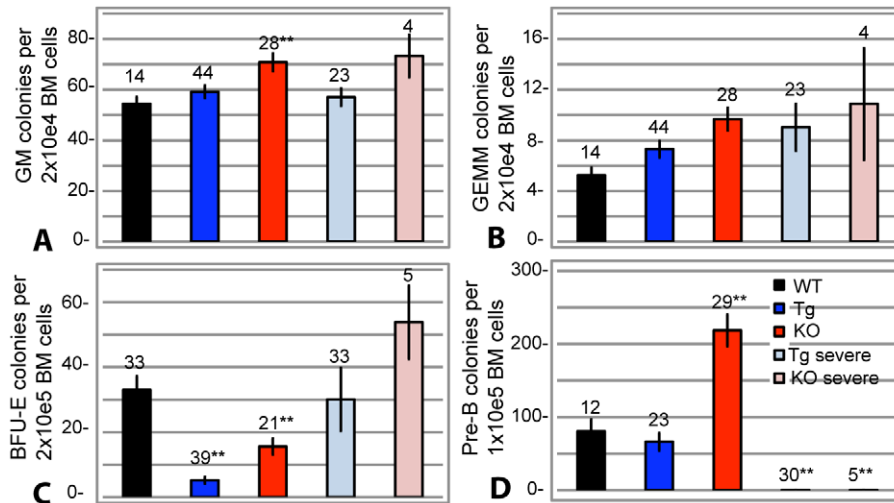 GM colonies per
2x10e4 BM cells
80-
60-
40-
20-
0-
14
44
28**
23
4
A
GEMM colonies per
2x10e4 BM cells
16-
12-
8-
4-
0-
14
44
28
23
4
B
BFU-E colonies per
2x10e5 BM cells
60-
40-
20-
0-
33
39**
21**
33
5
C
Pre-B colonies per
1x10e5 BM cells
300-
200-
100-
0-
12
23
29**
30**
5**
WT
Tg
KO
Tg severe
KO severe
D